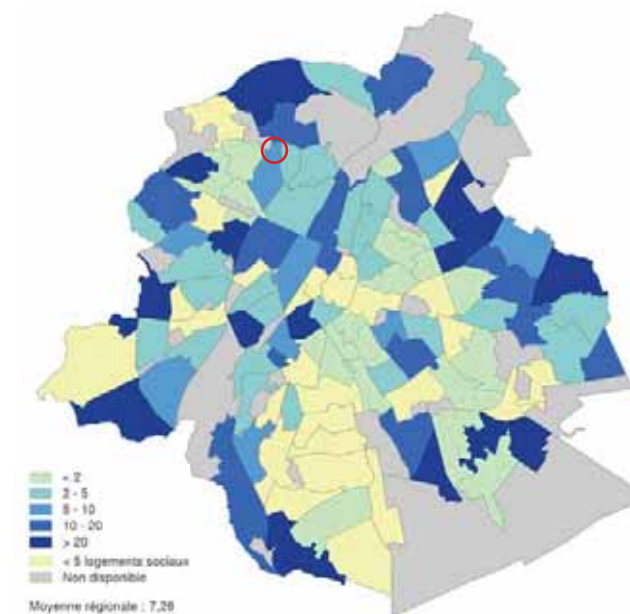 < 2
2 - 5
5 - 10
10 - 20
> 20
< 5 logements sociaux
Non disponible
Moyenne régionale : 7,26